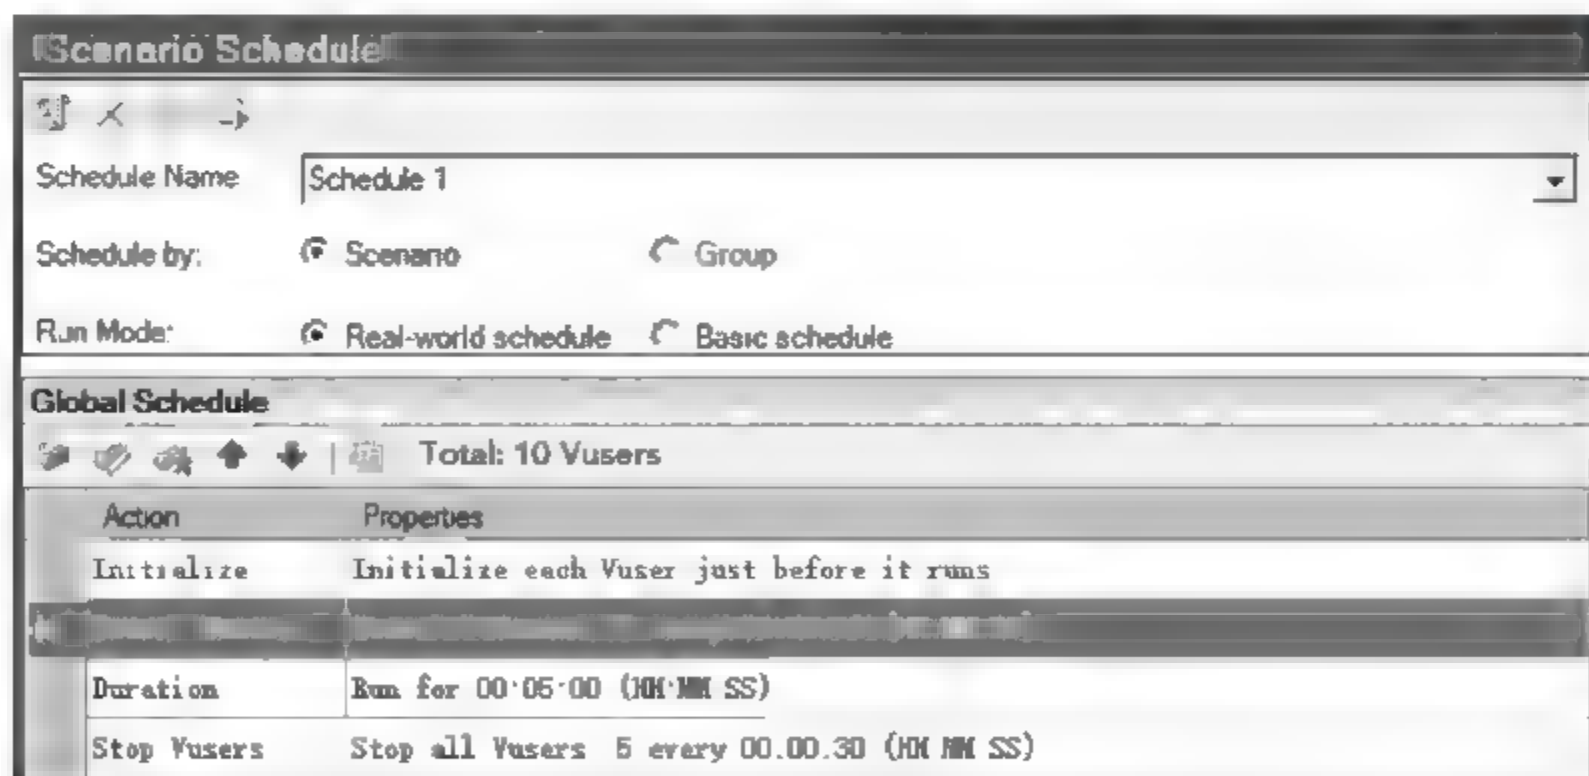 Scenario Schedule
Schedule Name Schedule 1
Schedule by: Scenario Group
Run Mode: Real-world schedule Basic schedule
Global Schedule
Total: 10 Vusers
Action Properties
Initialize Initialize each Vuser just before it runs
Duration Run for 00:05:00 (HH:MM SS)
Stop Vusers Stop all Vusers 5 every 00.00.30 (HH MM SS)